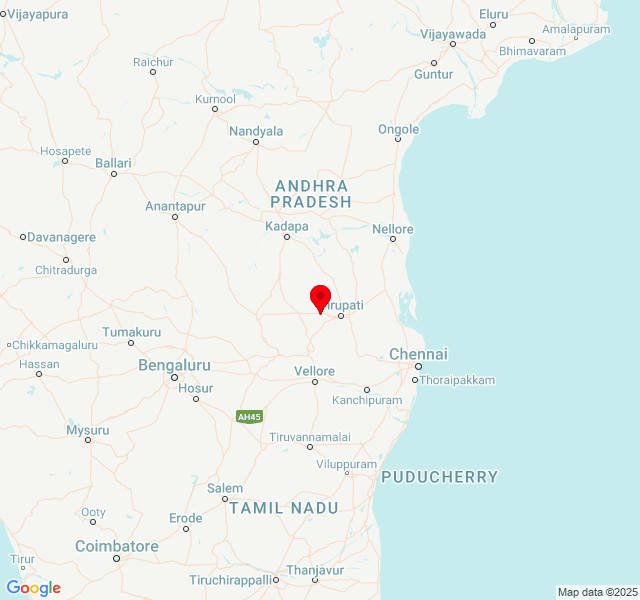 Vijayapura
Eluru
Amalapuram
Vijayawada
Bhimavaram
Raichur
Guntur
Kurnool
Nandyala
Ongole
Hosapete
Ballari
ANDHRA
PRADESH
Anantapur
Kadapa
Nellore
Davanagere
Chitradurga
irupati
Tumakuru
Chikkamagaluru
Chennai
Hassan
Bengaluru
Vellore
Thoraipakkam
Hosur
Kanchipuram
AH45
Mysuru
Tiruvannamalai
Viluppuram
PUDUCHERRY
Salem
TAMIL NADU
Ooty
Erode
Coimbatore
Tirur
Thanjavur
Tiruchirappalli
Google
Map data ©2025